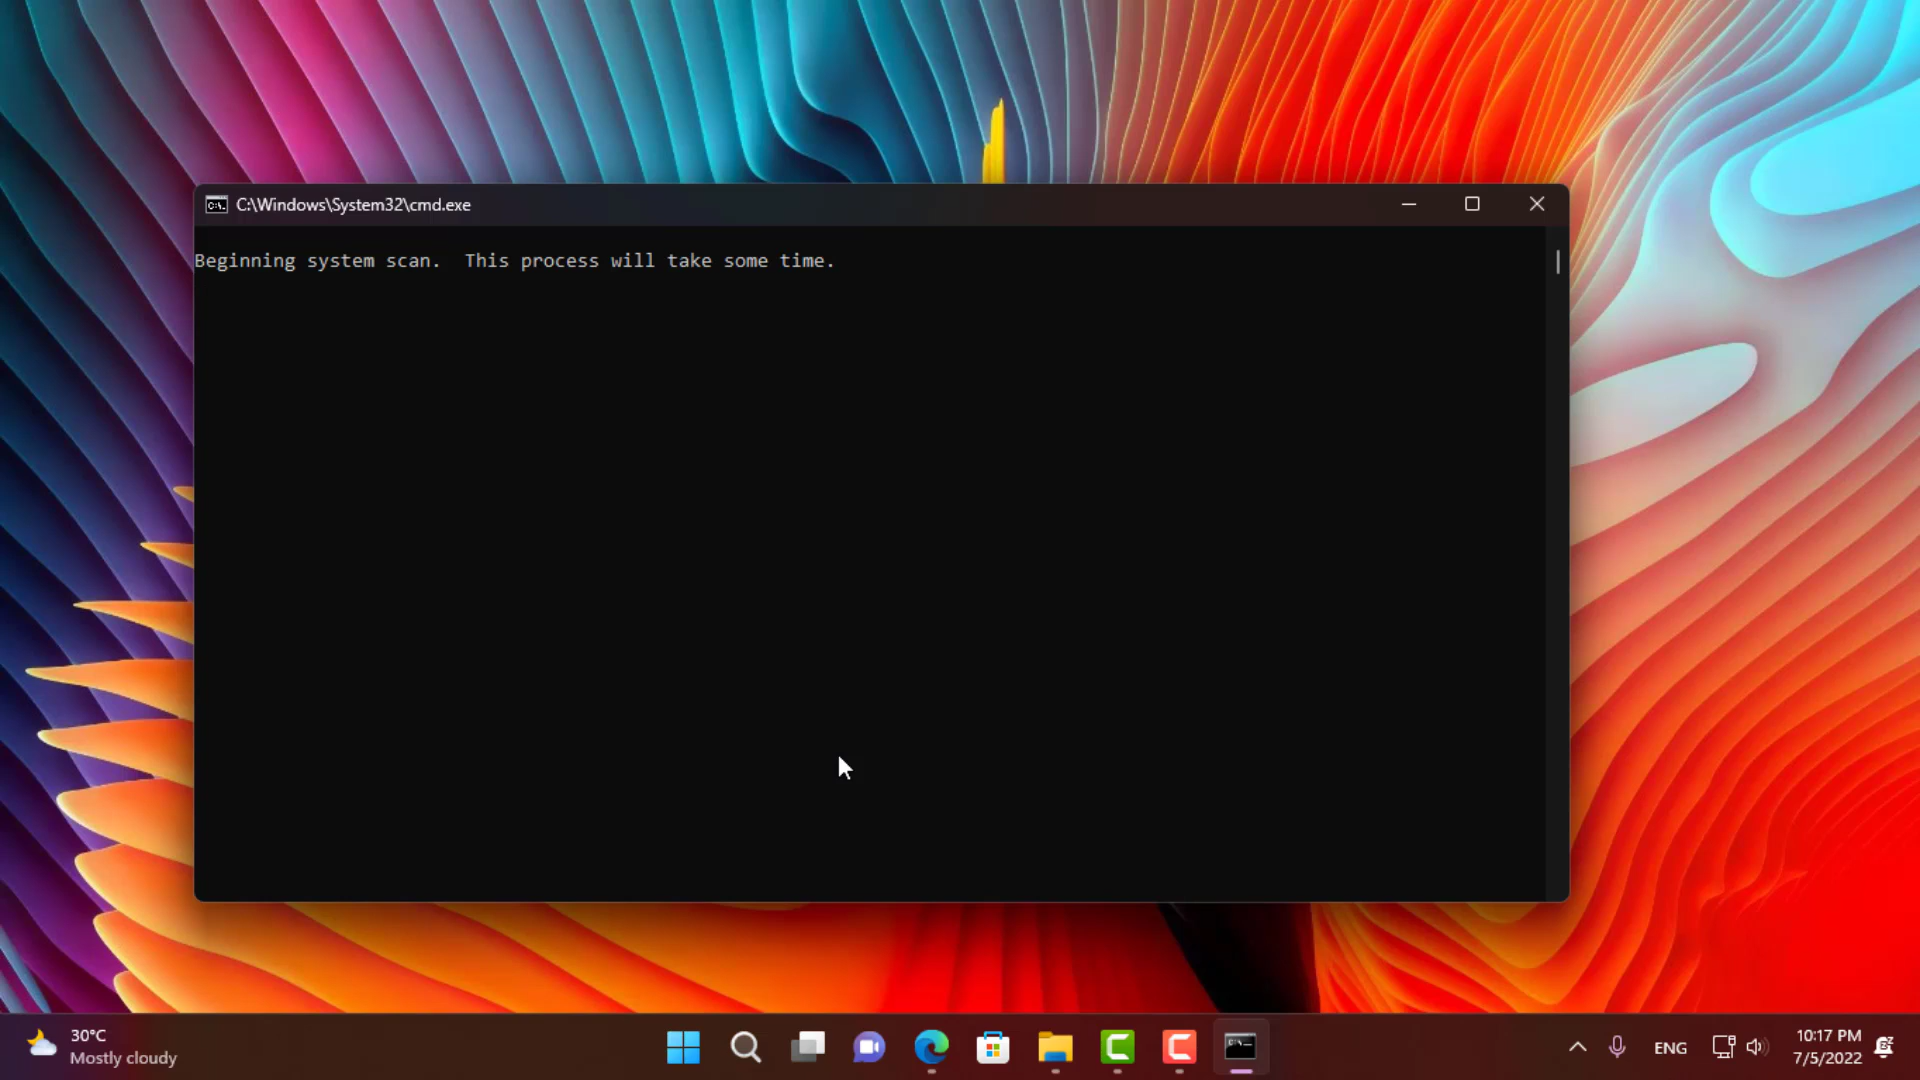 C:\Windows\System32\cmd.exe
Beginning system scan.  This process will take some time.
30°C
Mostly cloudy
ENG
10:17 PM
7/5/2022